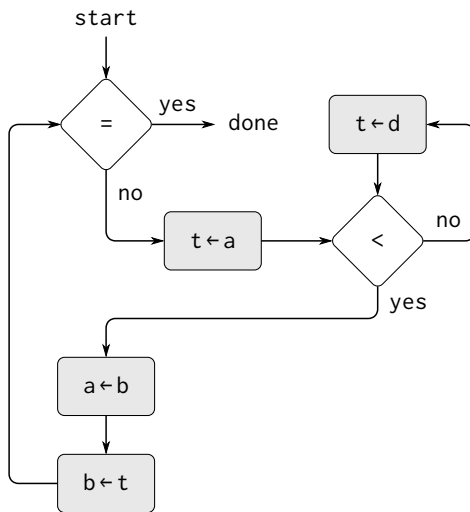 start
=
yes
done
t←d
no
t←a
<
no
yes
a←b
b←t